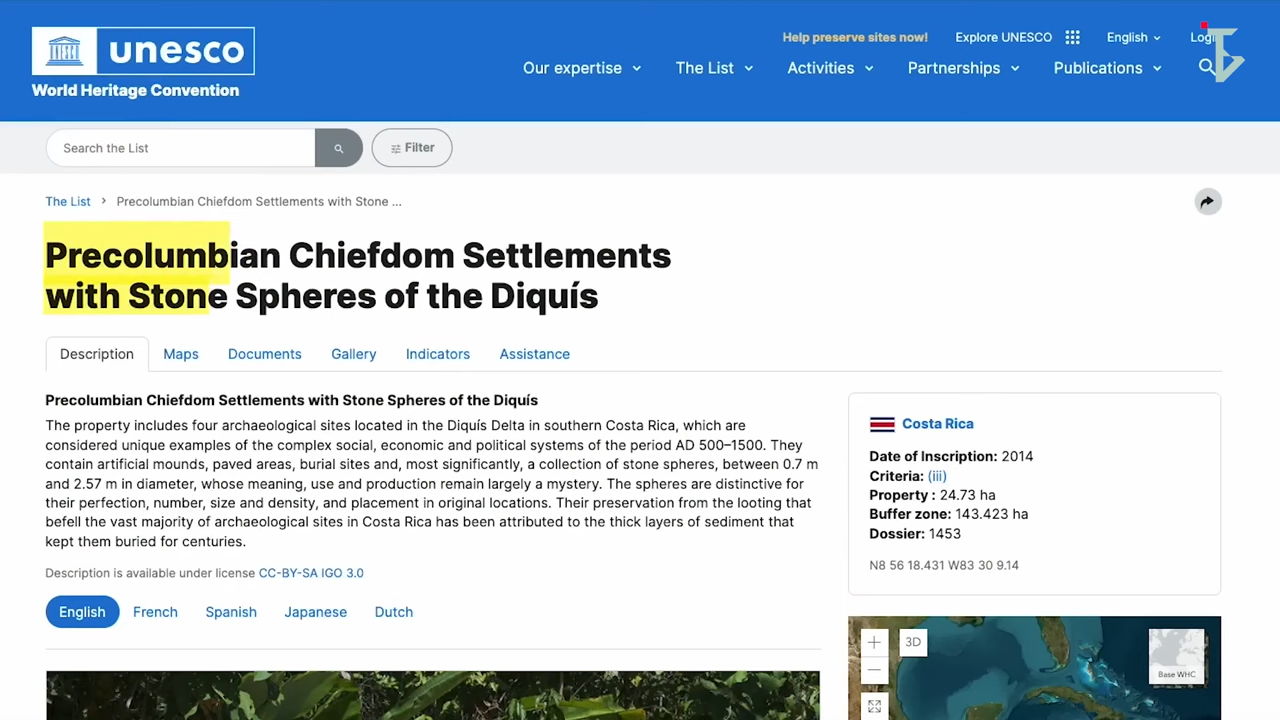 unesco
World Heritage Convention
Help preserve sites now!
Explore UNESCO
English
Our expertise
The List
Activities
Partnerships
Publications
Search the List
Filter
The List > Precolumbian Chiefdom Settlements with Stone ...
Precolumbian Chiefdom Settlements
with Stone Spheres of the Diquís
Description Maps Documents Gallery Indicators Assistance
Precolumbian Chiefdom Settlements with Stone Spheres of the Diquís
The property includes four archaeological sites located in the Diquís Delta in southern Costa Rica, which are
considered unique examples of the complex social, economic and political systems of the period AD 500–1500. They
contain artificial mounds, paved areas, burial sites and, most significantly, a collection of stone spheres, between 0.7 m
and 2.57 m in diameter, whose meaning, use and production remain largely a mystery. The spheres are distinctive for
their perfection, number, size and density, and placement in original locations. Their preservation from the looting that
befell the vast majority of archaeological sites in Costa Rica has been attributed to the thick layers of sediment that
kept them buried for centuries.
Description is available under license CC-BY-SA IGO 3.0
English French Spanish Japanese Dutch
Costa Rica
Date of Inscription: 2014
Criteria: (iii)
Property : 24.73 ha
Buffer zone: 143.423 ha
Dossier: 1453
N8 56 18.431 W83 30 9.14
3D
Base WHC